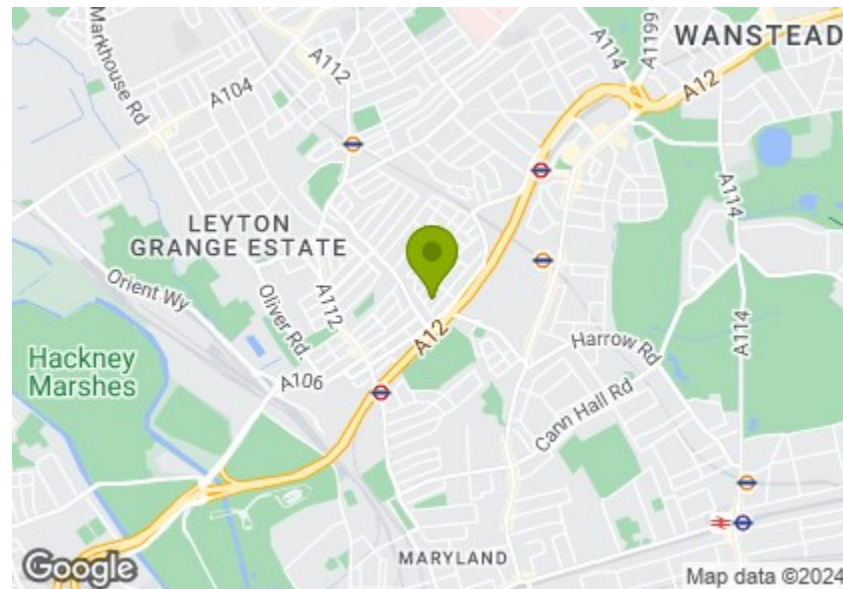 Markhouse Rd
A104
A112
A114
A1199
WANSTEAD
A12
LEYTON
GRANGE ESTATE
A114
Orient Wy
Oliver Rd.
A112
A12
Harrow Rd
A114
Hackney
Marshes
A106
Cann Hall Rd
MARYLAND
Google
Map data ©2024